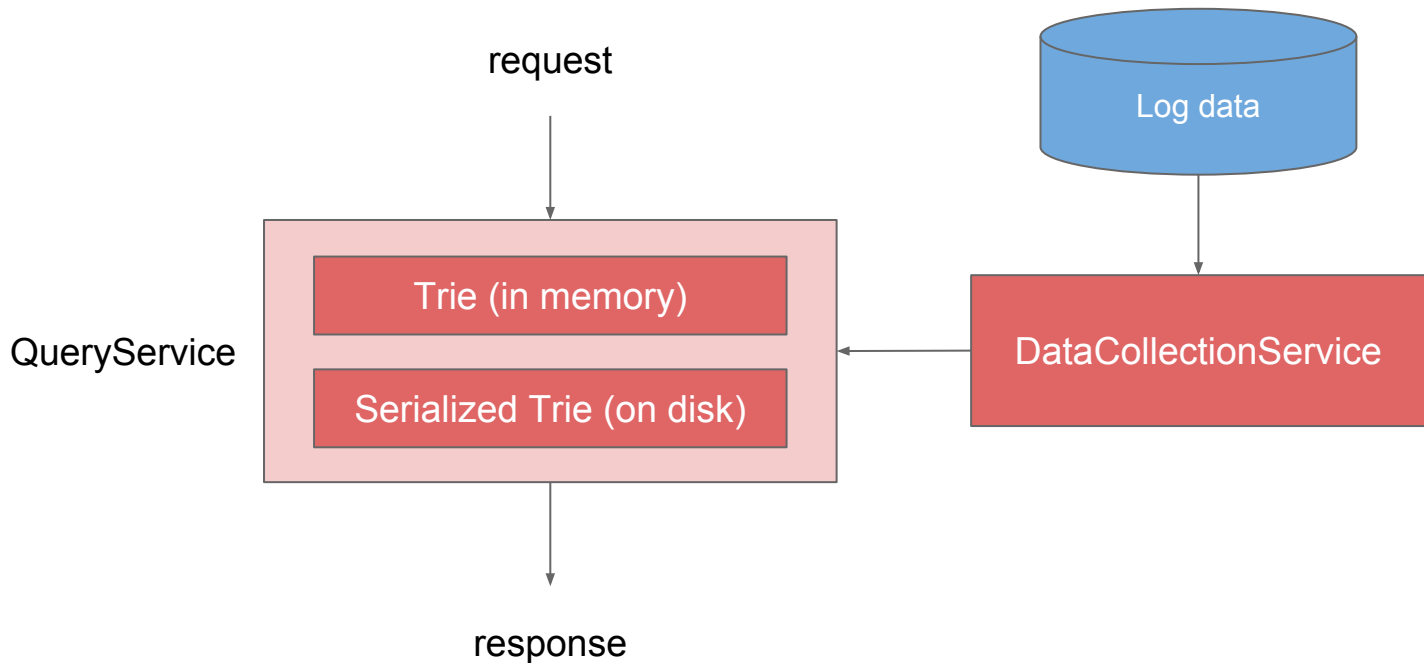 request
Log data
Trie (in memory)
QueryService
DataCollectionService
Serialized Trie (on disk)
response